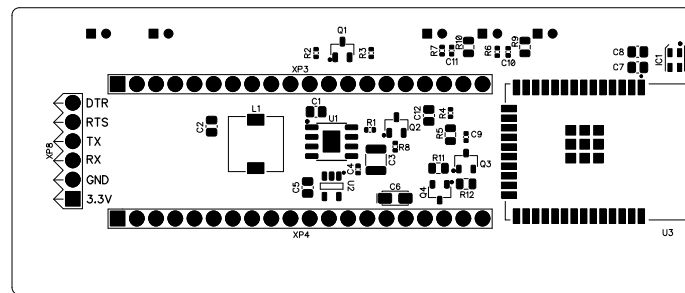 Q1
R2
R3
R7
C11
R10
R6
C10
R9
C8
C7
IC1
XP3
XP8
DTR
RTS
TX
RX
GND
3.3V
C2
L1
C1
U1
R1
Q2
R8
C3
C4
C5
U2
C6
C12
R4
R5
C9
R11
Q3
Q4
R12
XP4
U3